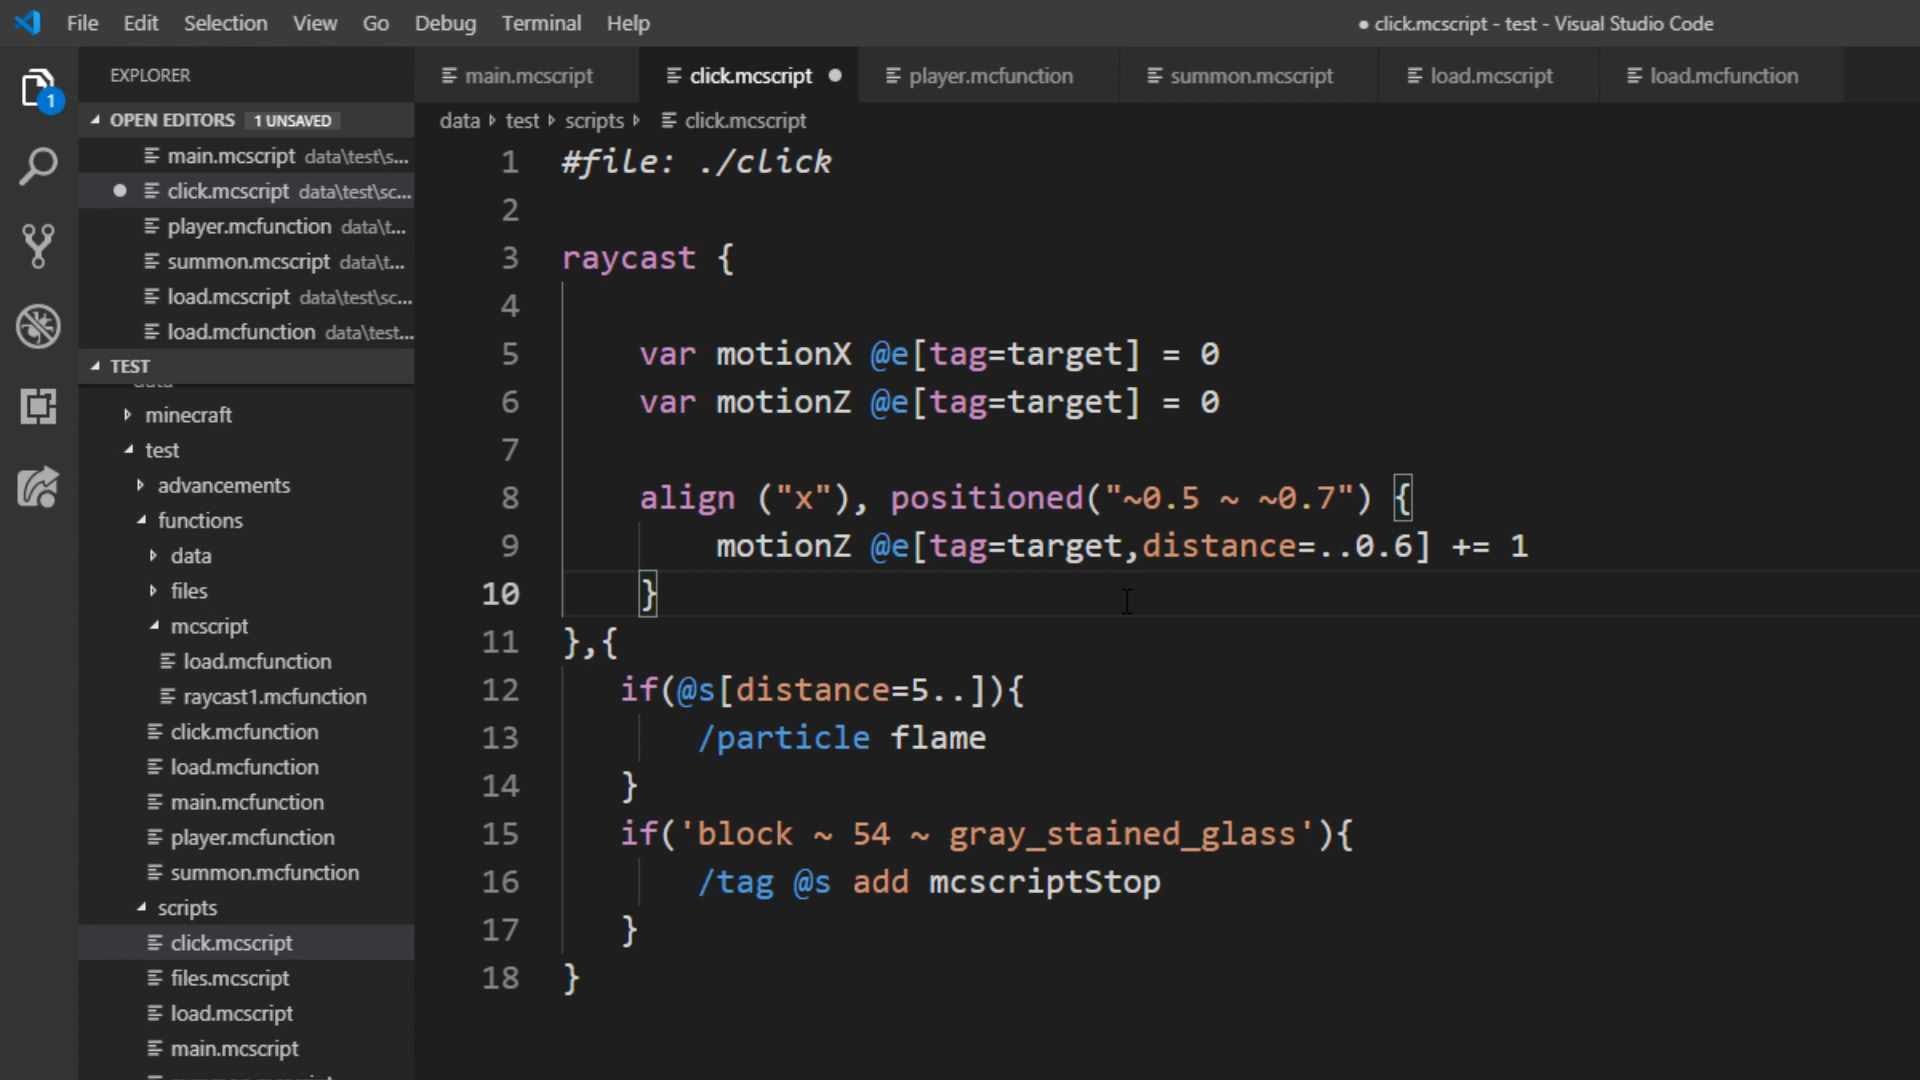 File Edit Selection View Go Debug Terminal Help
● click.mcscript - test - Visual Studio Code
1
EXPLORER
OPEN EDITORS 1 UNSAVED
main.mcscript data\test\s...
click.mcscript data\test\sc...
player.mcfunction data\t...
summon.mcscript data\t...
load.mcscript data\test\sc...
load.mcfunction data\test...
TEST
data
minecraft
test
advancements
functions
data
files
mcscript
load.mcfunction
raycast1.mcfunction
click.mcfunction
load.mcfunction
main.mcfunction
player.mcfunction
summon.mcfunction
scripts
click.mcscript
files.mcscript
load.mcscript
main.mcscript
main.mcscript click.mcscript player.mcfunction summon.mcscript load.mcscript load.mcfunction
data test scripts click.mcscript
1 #file: ./click
2
3 raycast {
4
5 var motionX @e[tag=target] = 0
6 var motionZ @e[tag=target] = 0
7
8 align ("x"), positioned("~0.5 ~ ~0.7") {
9 motionZ @e[tag=target,distance=..0.6] += 1
10 }
11 },{
12 if(@s[distance=5..]){
13 /particle flame
14 }
15 if('block ~ 54 ~ gray_stained_glass'){
16 /tag @s add mcscriptStop
17 }
18 }